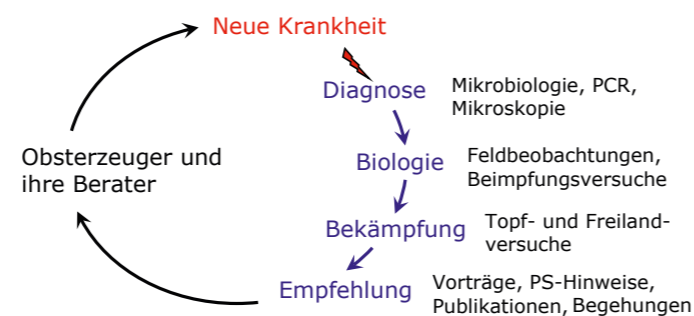 Neue Krankheit
Diagnose
Mikrobiologie, PCR,
Mikroskopie
Obsterzeuger und
ihre Berater
Biologie
Feldbeobachtungen,
Beimpfungsversuche
Bekämpfung
Topf- und Freiland-
versuche
Empfehlung
Vorträge, PS-Hinweise,
Publikationen, Begehungen